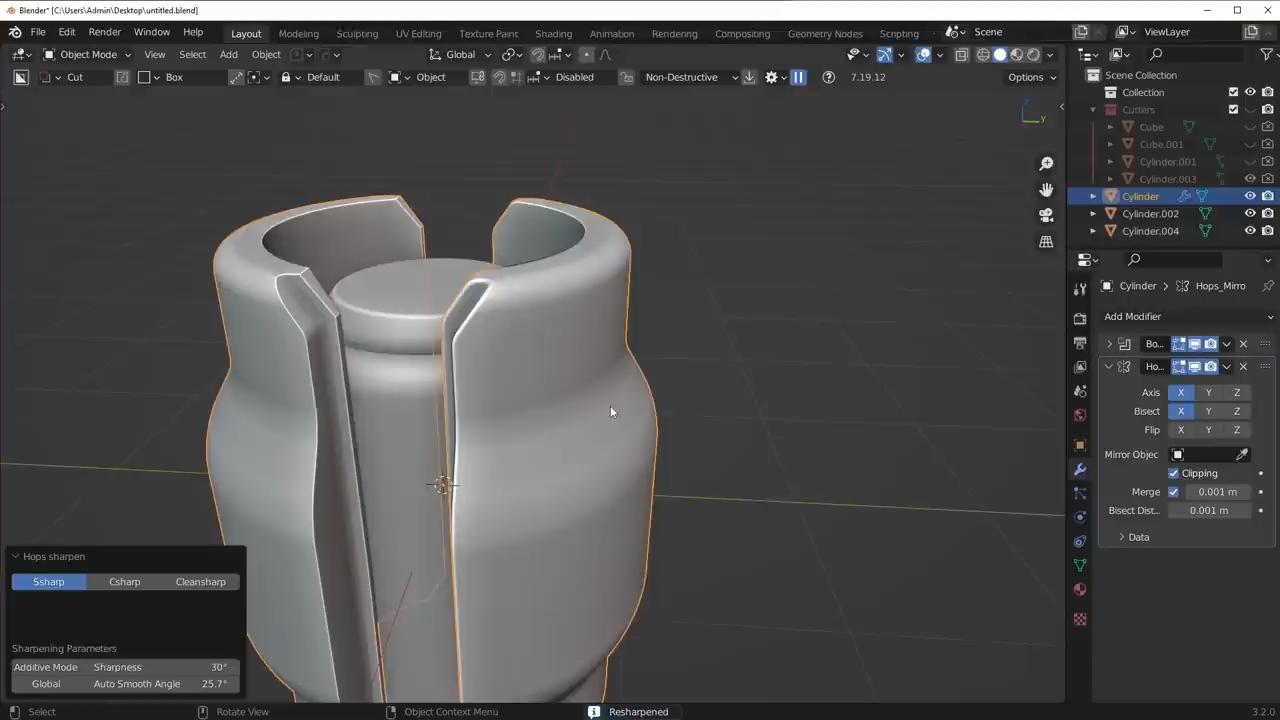 Blender* [C:\Users\Admin\Desktop\untitled.blend]
File Edit Render Window Help Layout Modeling Sculpting UV Editing Texture Paint Shading Animation Rendering Compositing Geometry Nodes Scripting Scene ViewLayer
Object Mode View Select Add Object Global
Cut Box Default Object Disabled Non-Destructive 7.19.12 Options
Scene Collection
Collection
Cutters
Cube
Cube.001
Cylinder.001
Cylinder.003
Cylinder
Cylinder.002
Cylinder.004
Z
Y
Cylinder Hops_Mirro
Add Modifier
Bo...
Ho...
Axis X Y Z
Bisect X Y Z
Flip X Y Z
Mirror Objec
Clipping
Merge 0.001 m
Bisect Dist... 0.001 m
Data
Hops sharpen
Ssharp Csharp Cleansharp
Sharpening Parameters
Additive Mode Sharpness 30°
Global Auto Smooth Angle 25.7°
Select Rotate View Object Context Menu Resharpened 3.2.0